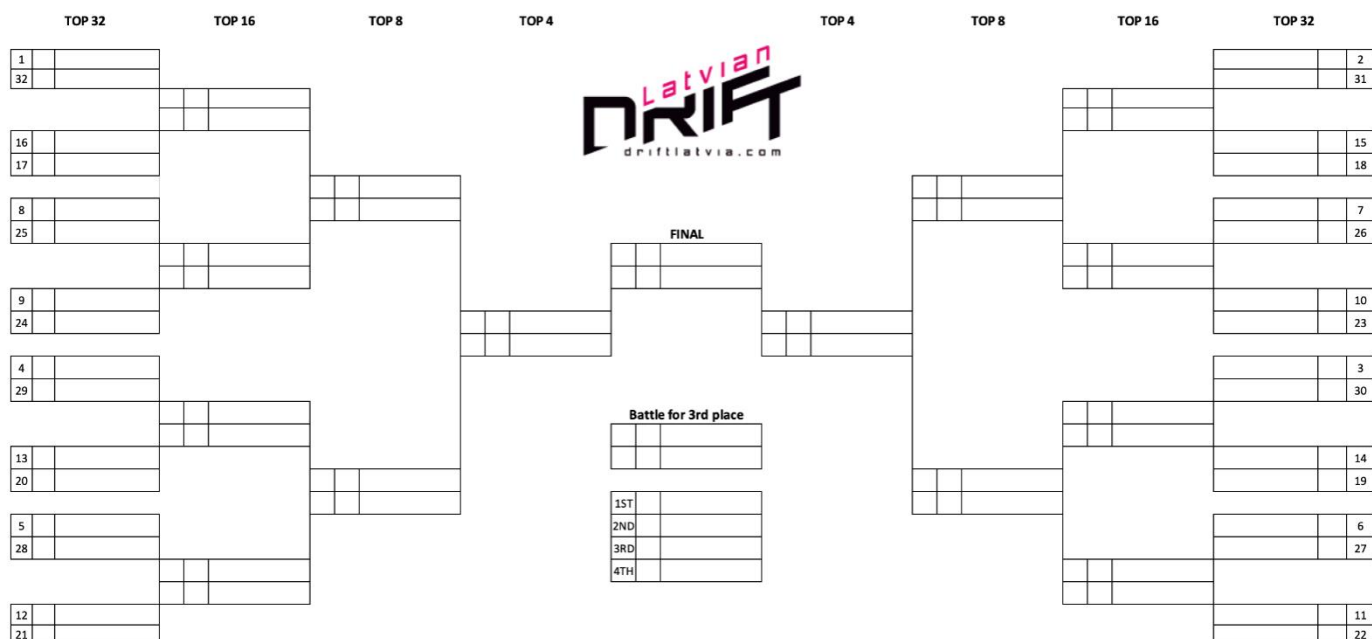 TOP 32 TOP 16 TOP 8 TOP 4 TOP 4 TOP 8 TOP 16 TOP 32
Latvian
DRIFT
driftlatvia.com
1 2
32 31
16 15
17 18
8 7
25 26
FINAL
9 10
24 23
4 3
29 30
Battle for 3rd place
13 14
20 19
1ST
5 2ND 6
28 3RD 27
4TH
12 11
21 22